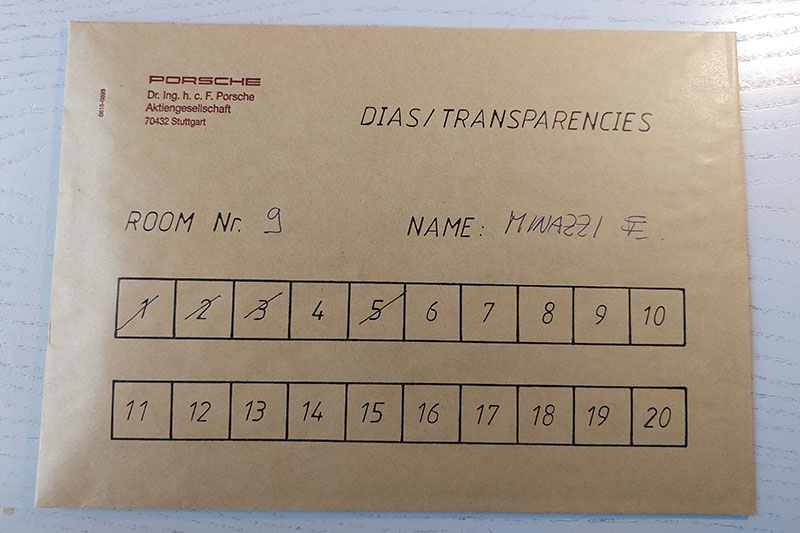 PORSCHE
Dr. Ing. h. c. F. Porsche
Aktiengesellschaft
70432 Stuttgart
DIAS/TRANSPARENCIES
ROOM Nr. 9 NAME: MINAZZI
1 2 3 4 5 6 7 8 9 10
11 12 13 14 15 16 17 18 19 20